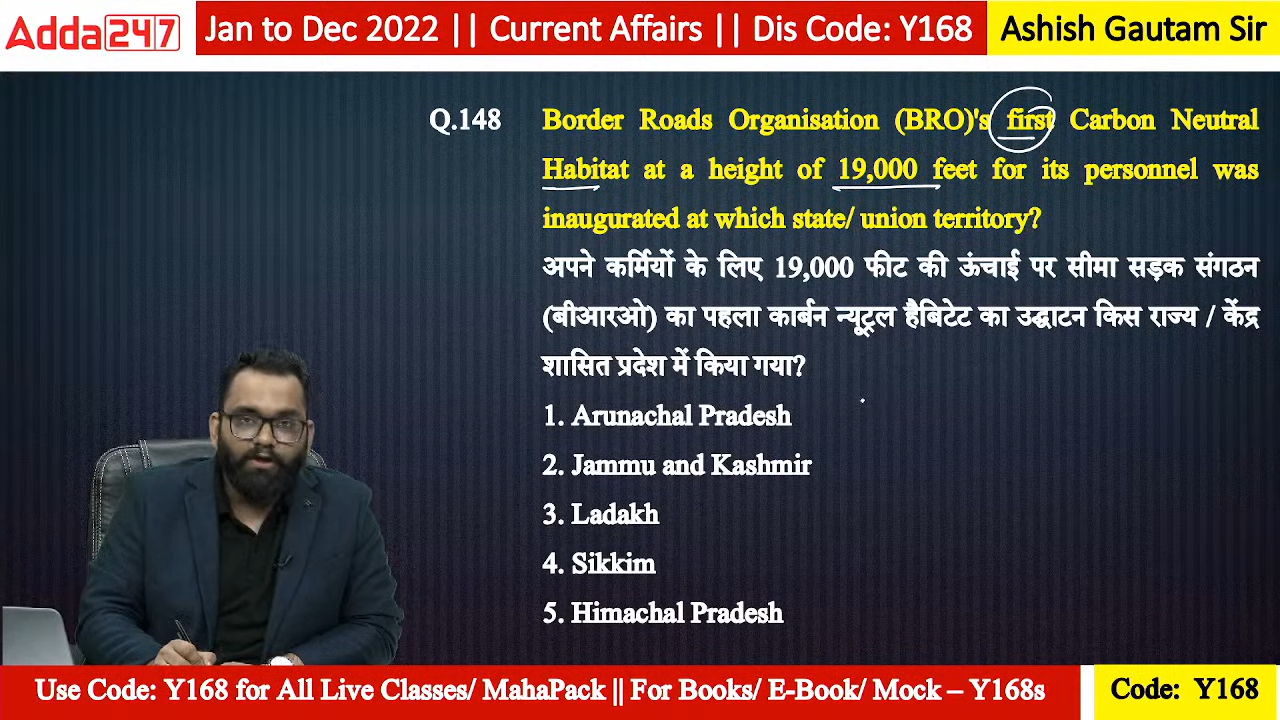 Adda247
Jan to Dec 2022 || Current Affairs || Dis Code: Y168
Ashish Gautam Sir
Q.148
Border Roads Organisation (BRO)'s first Carbon Neutral
Habitat at a height of 19,000 feet for its personnel was
inaugurated at which state/ union territory?
अपने कर्मियों के लिए 19,000 फीट की ऊंचाई पर सीमा सड़क संगठन
(बीआरओ) का पहला कार्बन न्यूट्रल हैबिटेट का उद्घाटन किस राज्य / केंद्र
शासित प्रदेश में किया गया?
1. Arunachal Pradesh
2. Jammu and Kashmir
3. Ladakh
4. Sikkim
5. Himachal Pradesh
Use Code: Y168 for All Live Classes/ MahaPack || For Books/ E-Book/ Mock – Y168s
Code: Y168